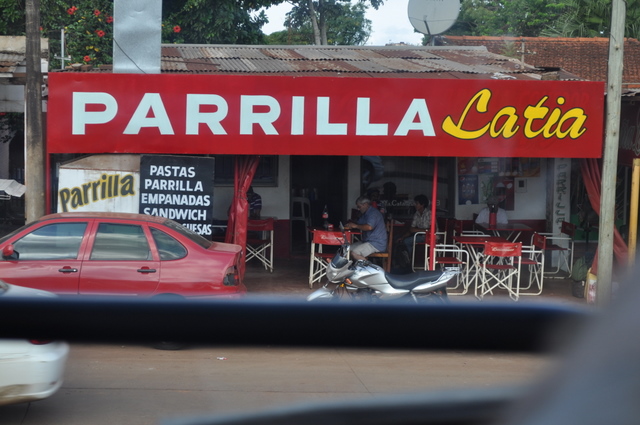 PARRILLA Latia
Parrilla
PASTAS
PARRILLA
EMPANADAS
SANDWICH